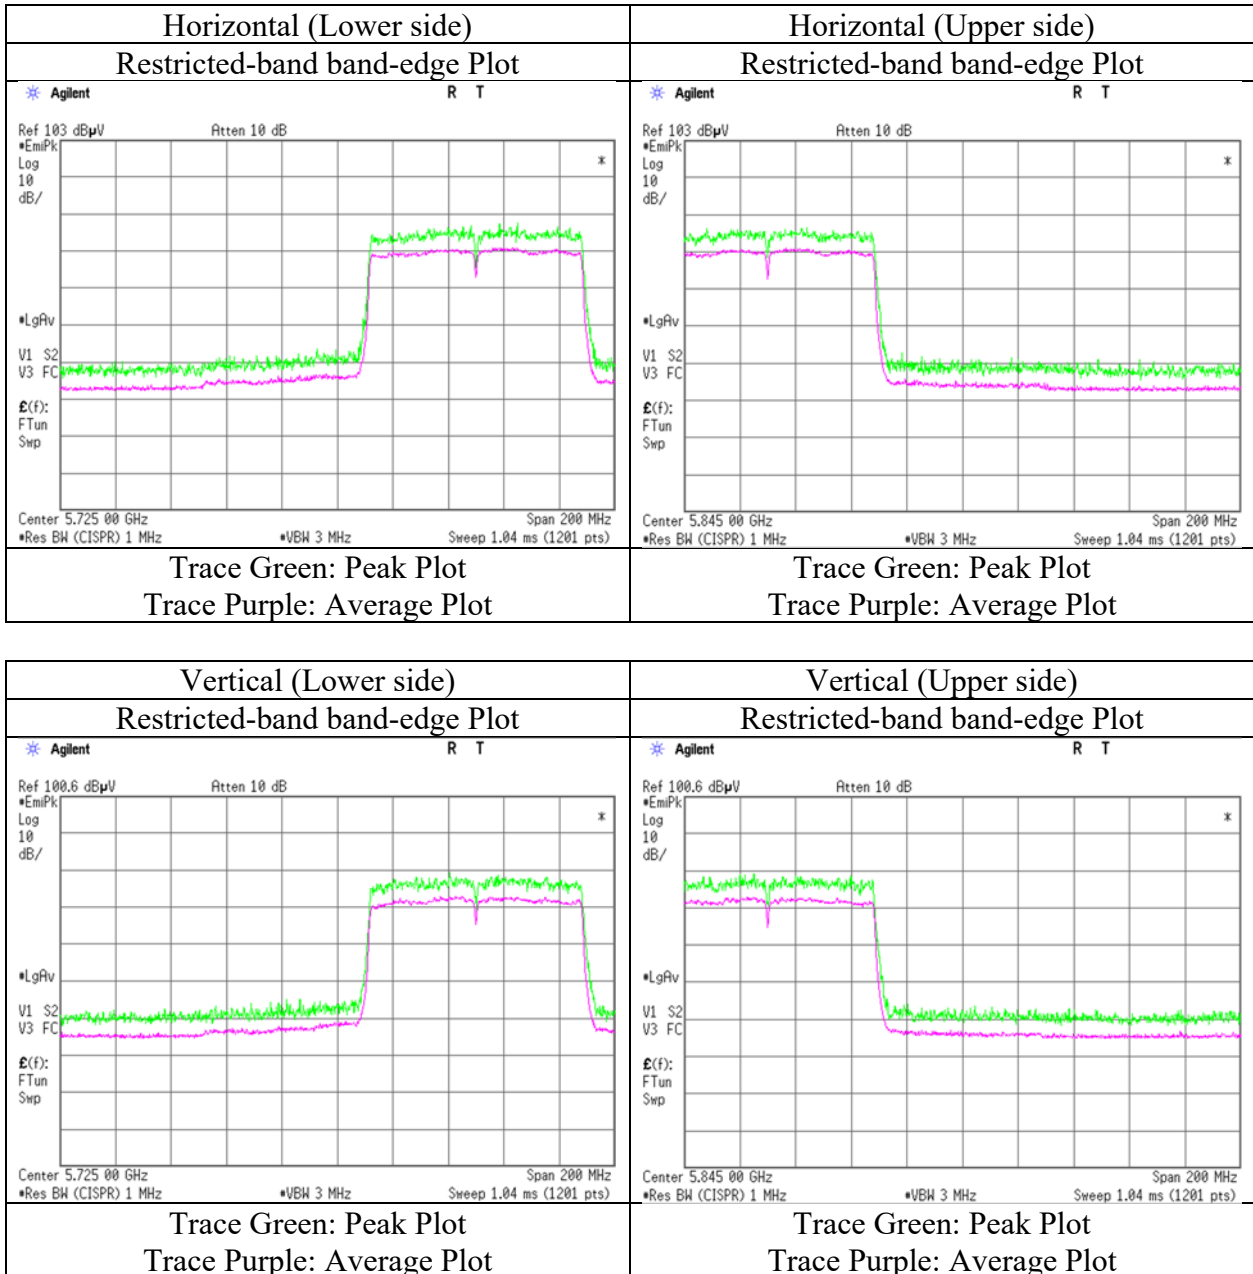 Horizontal (Lower side)
Horizontal (Upper side)
Restricted-band band-edge Plot
Restricted-band band-edge Plot
Agilent R T
Ref 103 dBµV Atten 10 dB
*EmiPk
Log
10
dB/
*
*LgAv
V1 S2
V3 FC
£(f):
FTun
Swp
Center 5.725 00 GHz Span 200 MHz
*Res BW (CISPR) 1 MHz *VBW 3 MHz Sweep 1.04 ms (1201 pts)
Agilent R T
Ref 103 dBµV Atten 10 dB
*EmiPk
Log
10
dB/
*
*LgAv
V1 S2
V3 FC
£(f):
FTun
Swp
Center 5.845 00 GHz Span 200 MHz
*Res BW (CISPR) 1 MHz *VBW 3 MHz Sweep 1.04 ms (1201 pts)
Trace Green: Peak Plot
Trace Purple: Average Plot
Trace Green: Peak Plot
Trace Purple: Average Plot
Vertical (Lower side)
Vertical (Upper side)
Restricted-band band-edge Plot
Restricted-band band-edge Plot
Agilent R T
Ref 100.6 dBµV Atten 10 dB
*EmiPk
Log
10
dB/
*
*LgAv
V1 S2
V3 FC
£(f):
FTun
Swp
Center 5.725 00 GHz Span 200 MHz
*Res BW (CISPR) 1 MHz *VBW 3 MHz Sweep 1.04 ms (1201 pts)
Agilent R T
Ref 100.6 dBµV Atten 10 dB
*EmiPk
Log
10
dB/
*
*LgAv
V1 S2
V3 FC
£(f):
FTun
Swp
Center 5.845 00 GHz Span 200 MHz
*Res BW (CISPR) 1 MHz *VBW 3 MHz Sweep 1.04 ms (1201 pts)
Trace Green: Peak Plot
Trace Purple: Average Plot
Trace Green: Peak Plot
Trace Purple: Average Plot